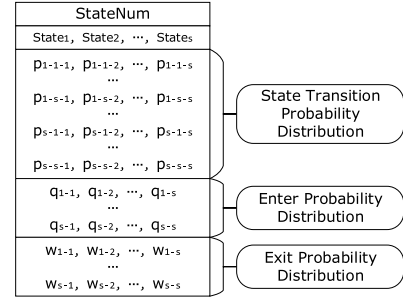 StateNum
State₁, State₂, ···, Stateₛ
p₁₋₁₋₁, p₁₋₁₋₂, ···, p₁₋₁₋ₛ
···
p₁₋ₛ₋₁, p₁₋ₛ₋₂, ···, p₁₋ₛ₋ₛ
pₛ₋₁₋₁, pₛ₋₁₋₂, ···, pₛ₋₁₋ₛ
···
pₛ₋ₛ₋₁, pₛ₋ₛ₋₂, ···, pₛ₋ₛ₋ₛ
State Transition
Probability
Distribution
q₁₋₁, q₁₋₂, ···, q₁₋ₛ
···
qₛ₋₁, qₛ₋₂, ···, qₛ₋ₛ
Enter Probability
Distribution
w₁₋₁, w₁₋₂, ···, w₁₋ₛ
···
wₛ₋₁, wₛ₋₂, ···, wₛ₋ₛ
Exit Probability
Distribution